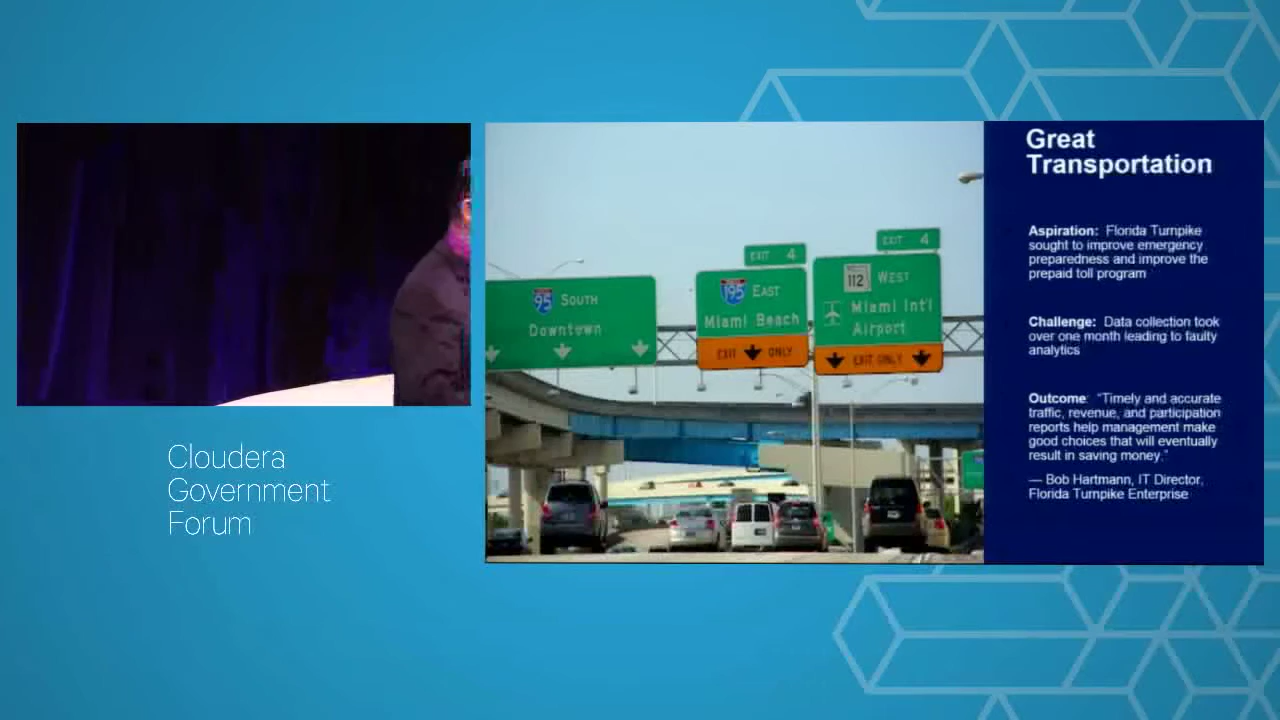 Great
Transportation
EXIT 4
EXIT 4
95 SOUTH
Downtown
195 EAST
Miami Beach
EXIT ONLY
112 WEST
Miami Int'l
Airport
EXIT ONLY
Aspiration: Florida Turnpike
sought to improve emergency
preparedness and improve the
prepaid toll program
Challenge: Data collection took
over one month leading to faulty
analytics
Outcome: "Timely and accurate
traffic, revenue, and participation
reports help management make
good choices that will eventually
result in saving money."
— Bob Hartmann, IT Director,
Florida Turnpike Enterprise
Cloudera
Government
Forum